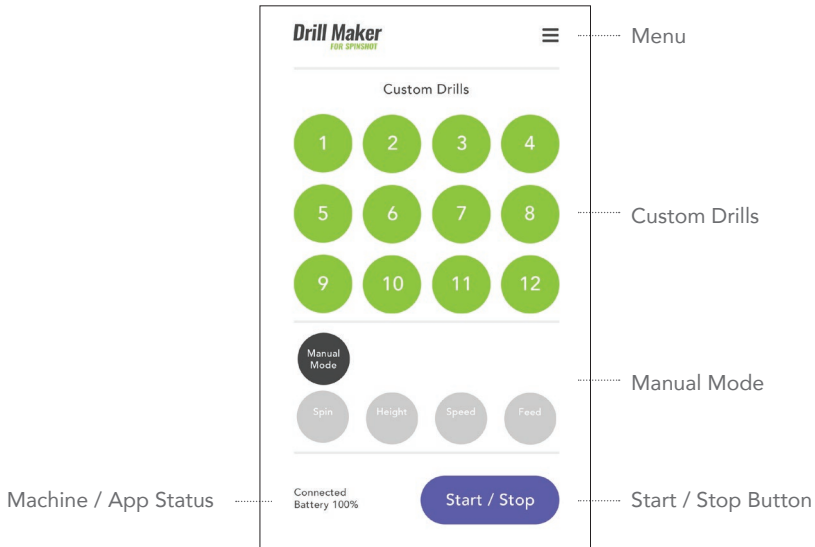 Drill Maker
FOR SPINSHOT
Menu
Custom Drills
1 2 3 4
5 6 7 8
Custom Drills
9 10 11 12
Manual
Mode
Manual Mode
Spin Height Speed Feed
Machine / App Status
Connected
Battery 100%
Start / Stop
Start / Stop Button